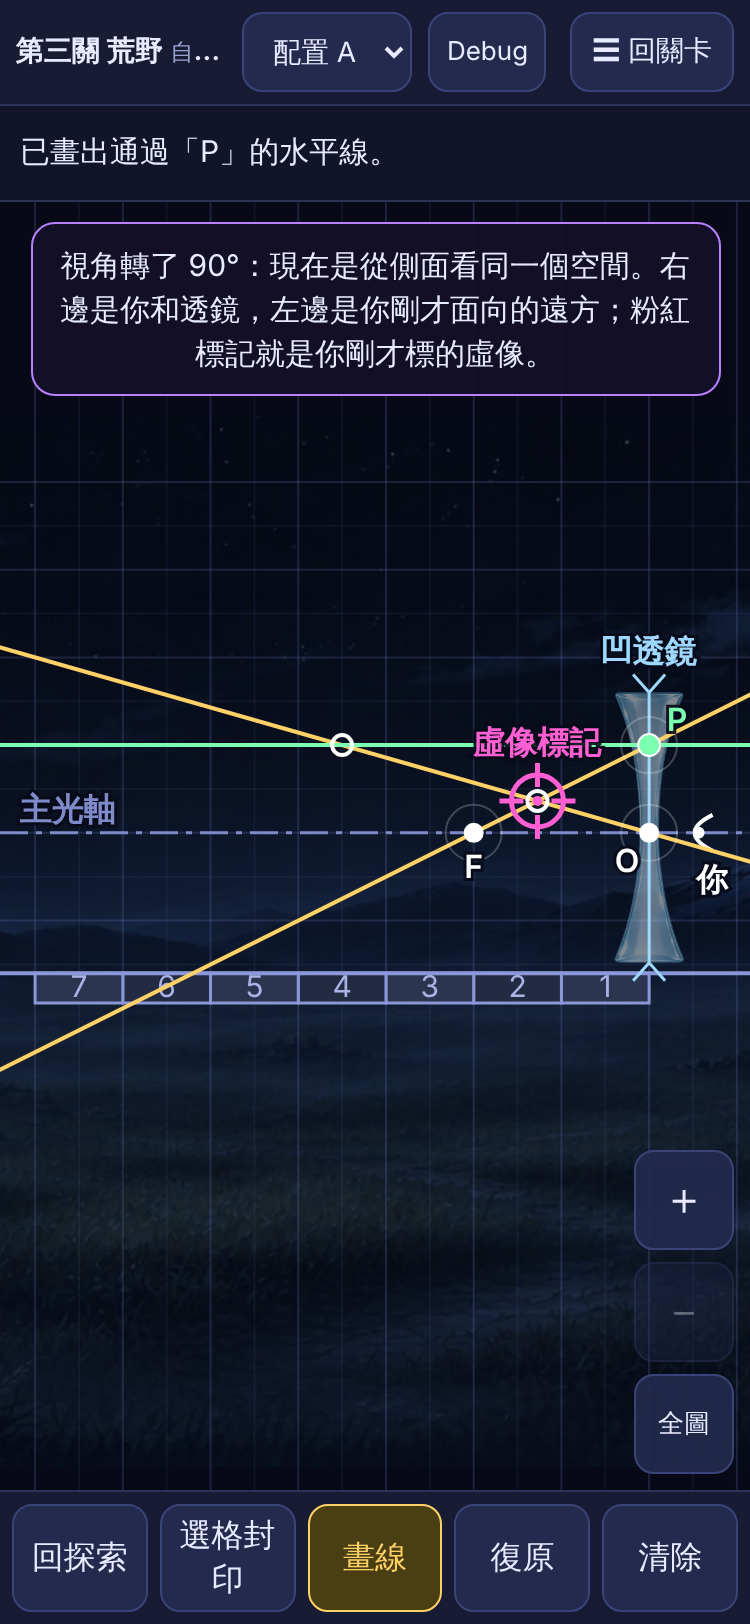 第三關 荒野 自...
配置 A
Debug
☰ 回關卡
已畫出通過「P」的水平線。
視角轉了 90°：現在是從側面看同一個空間。右
邊是你和透鏡，左邊是你剛才面向的遠方；粉紅
標記就是你剛才標的虛像。
凹透鏡
P
虛像標記
主光軸
F
O
你
7 6 5 4 3 2 1
+
−
全圖
回探索
選格封
印
畫線
復原
清除